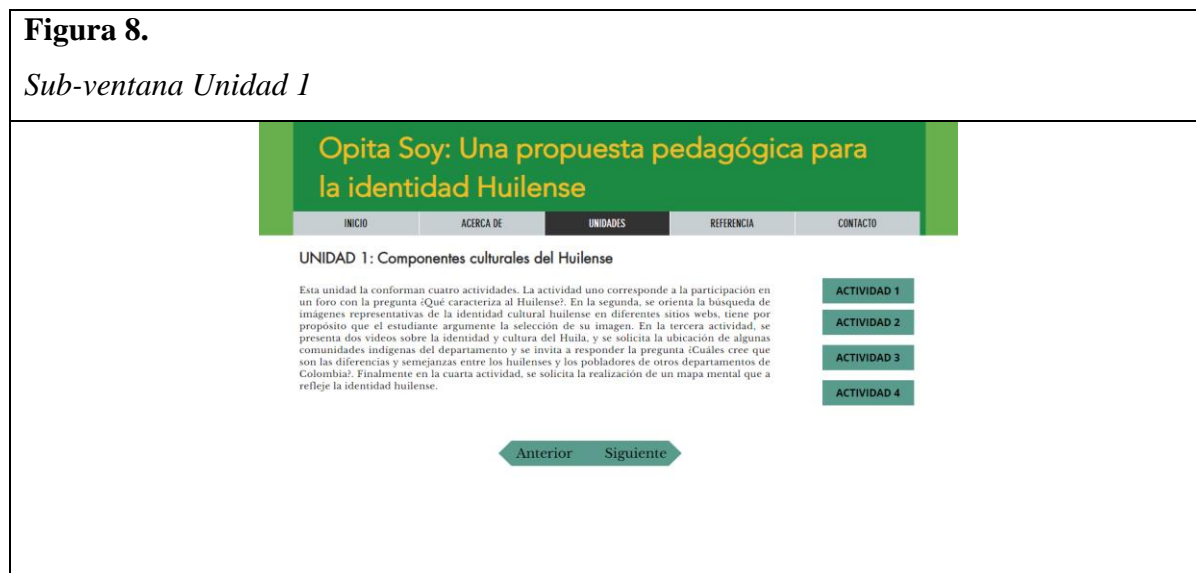 Figura 8.
Sub-ventana Unidad 1
Opita Soy: Una propuesta pedagógica para
la identidad Huilense
INICIO
ACERCA DE
UNIDADES
REFERENCIA
CONTACTO
UNIDAD 1: Componentes culturales del Huilense
Esta unidad la conforman cuatro actividades. La actividad uno corresponde a la participación en
un foro con la pregunta ¿Qué caracteriza al Huilense?. En la segunda, se orienta la búsqueda de
imágenes representativas de la identidad cultural huilense en diferentes sitios webs, tiene por
propósito que el estudiante argumente la selección de su imagen. En la tercera actividad, se
presenta dos videos sobre la identidad y cultura del Huila, y se solicita la ubicación de algunas
comunidades indígenas del departamento y se invita a responder la pregunta ¿Cuáles cree que
son las diferencias y semejanzas entre los huilenses y los pobladores de otros departamentos de
Colombia?. Finalmente en la cuarta actividad, se solicita la realización de un mapa mental que a
refleje la identidad huilense.
ACTIVIDAD 1
ACTIVIDAD 2
ACTIVIDAD 3
ACTIVIDAD 4
Anterior
Siguiente